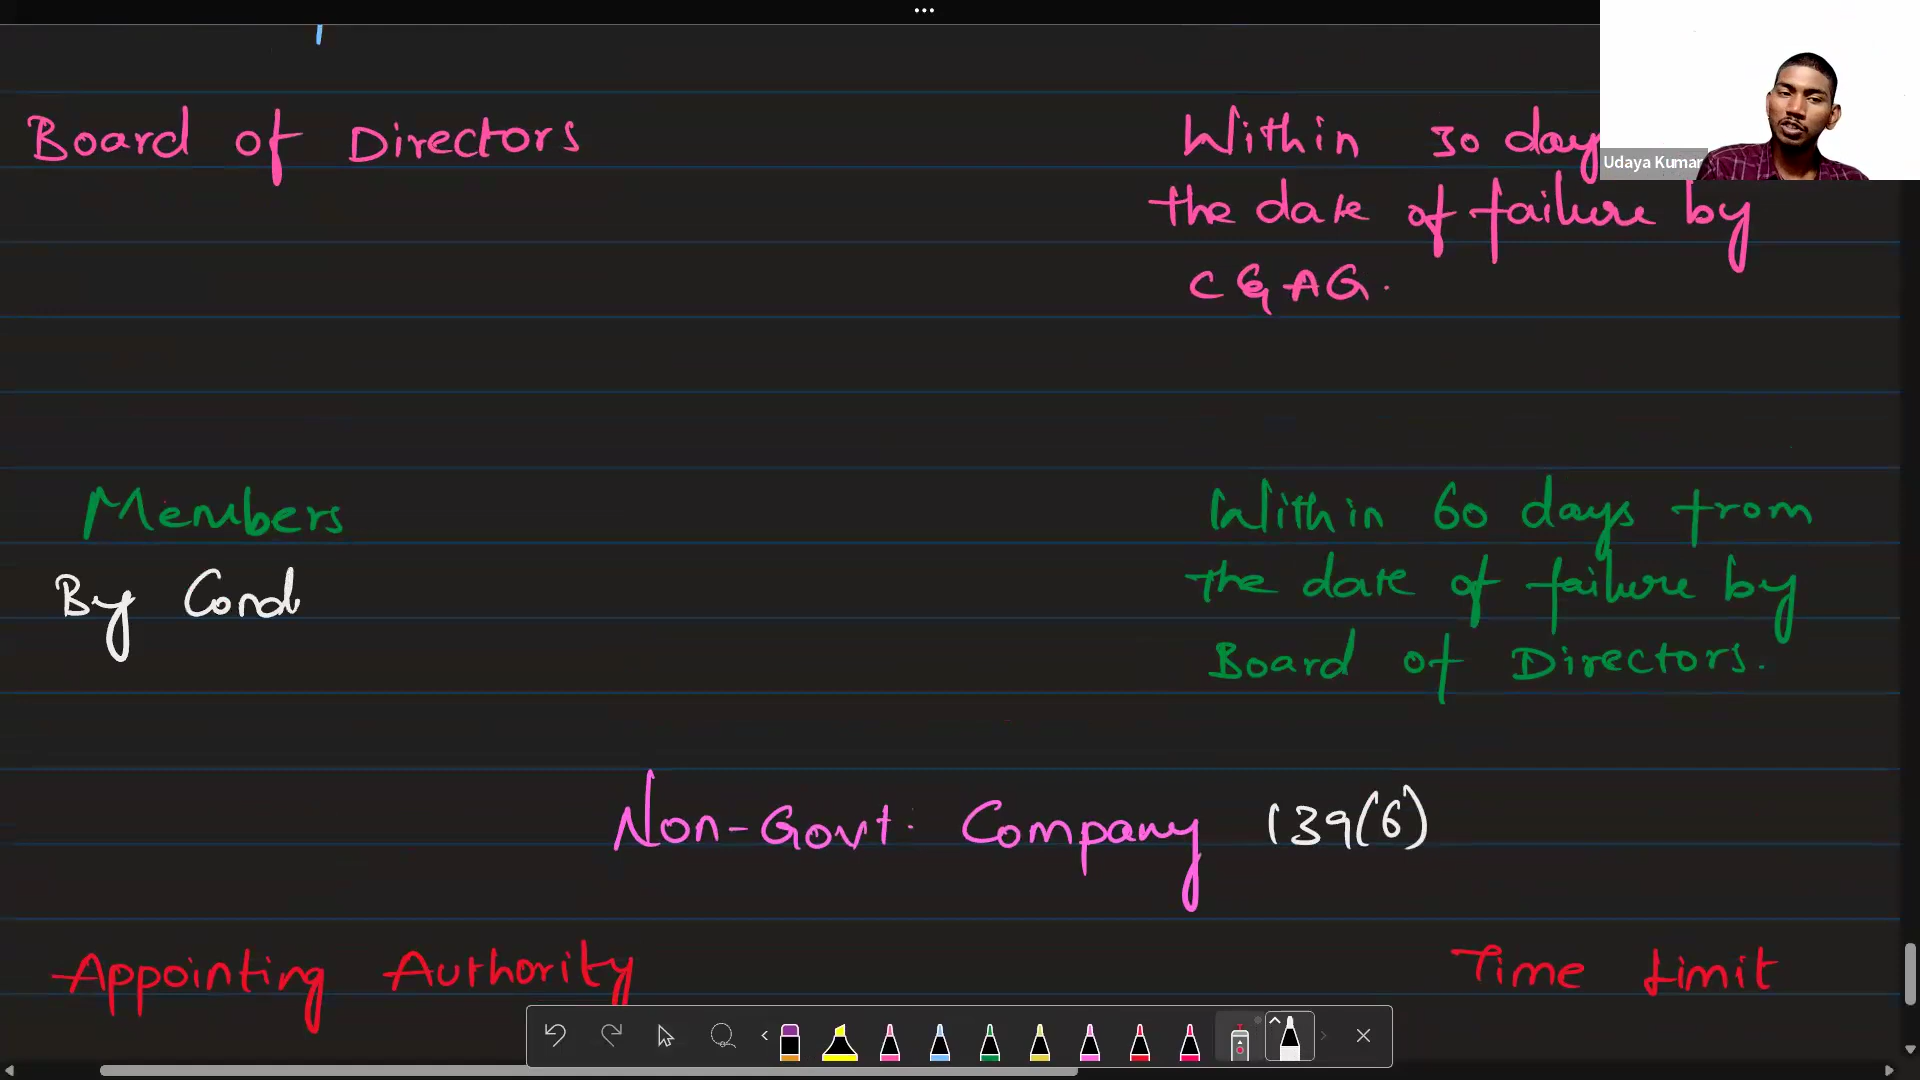 Board of Directors
Within 30 days
the date of failure by
C&AG.
Udaya Kumar
Members
By Cond
Within 60 days from
the date of failure by
Board of Directors.
Non-Govt. Company 139(6)
Appointing Authority
Time Limit